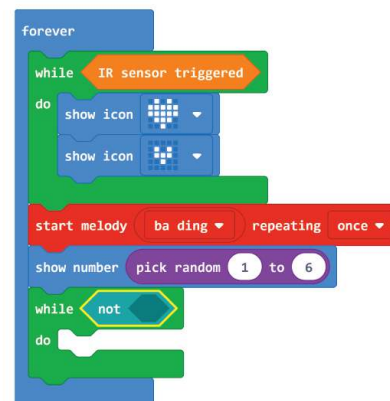 forever
while IR sensor triggered
do
show icon
show icon
start melody ba ding repeating once
show number pick random 1 to 6
while not
do